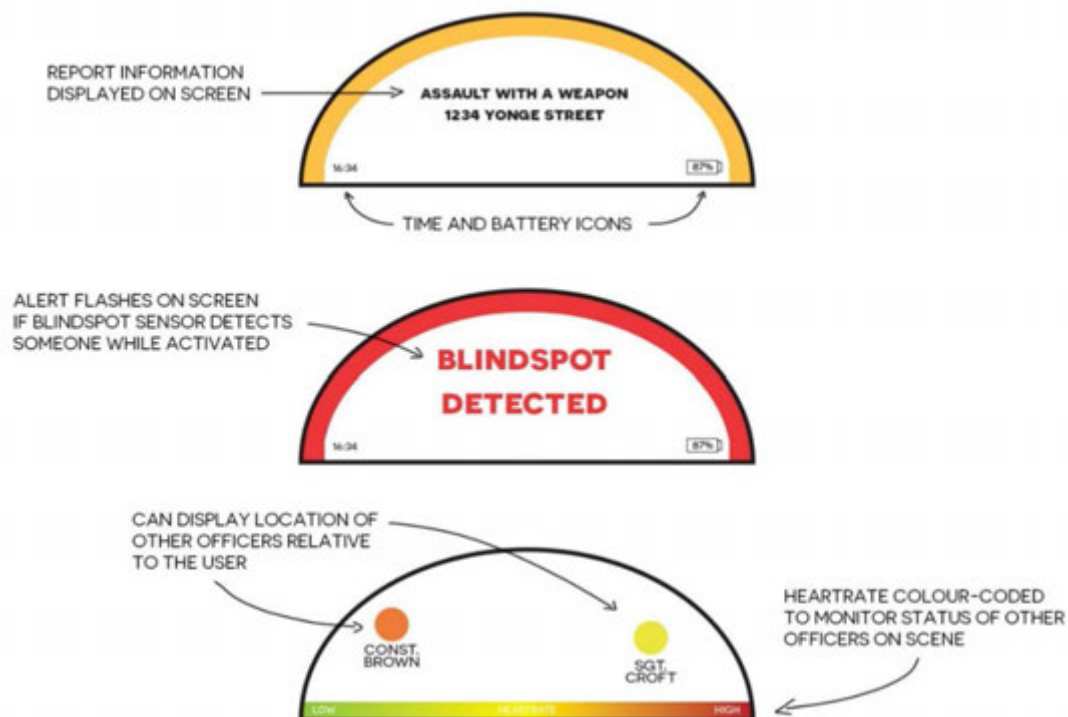 REPORT INFORMATION
DISPLAYED ON SCREEN
ASSAULT WITH A WEAPON
1234 YONGE STREET
16:34
87%
TIME AND BATTERY ICONS
ALERT FLASHES ON SCREEN
IF BLINDSPOT SENSOR DETECTS
SOMEONE WHILE ACTIVATED
BLINDSPOT
DETECTED
16:34
87%
CAN DISPLAY LOCATION OF
OTHER OFFICERS RELATIVE
TO THE USER
CONST.
BROWN
SGT.
CROFT
HEARTRATE COLOUR-CODED
TO MONITOR STATUS OF OTHER
OFFICERS ON SCENE
LOW
HEARTRATE
HIGH